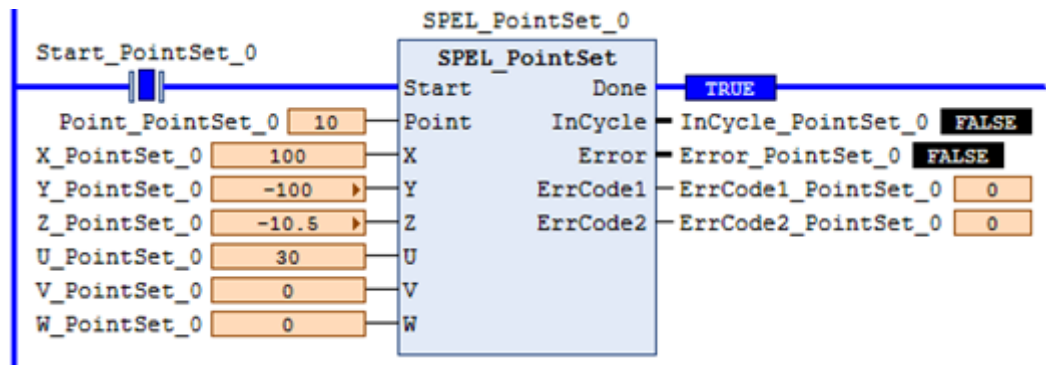 SPEL_PointSet_0
Start_PointSet_0 SPEL_PointSet
Start Done TRUE
Point_PointSet_0 10 Point InCycle InCycle_PointSet_0 FALSE
X_PointSet_0 100 X Error Error_PointSet_0 FALSE
Y_PointSet_0 -100 Y ErrCode1 ErrCode1_PointSet_0 0
Z_PointSet_0 -10.5 Z ErrCode2 ErrCode2_PointSet_0 0
U_PointSet_0 30 U
V_PointSet_0 0 V
W_PointSet_0 0 W